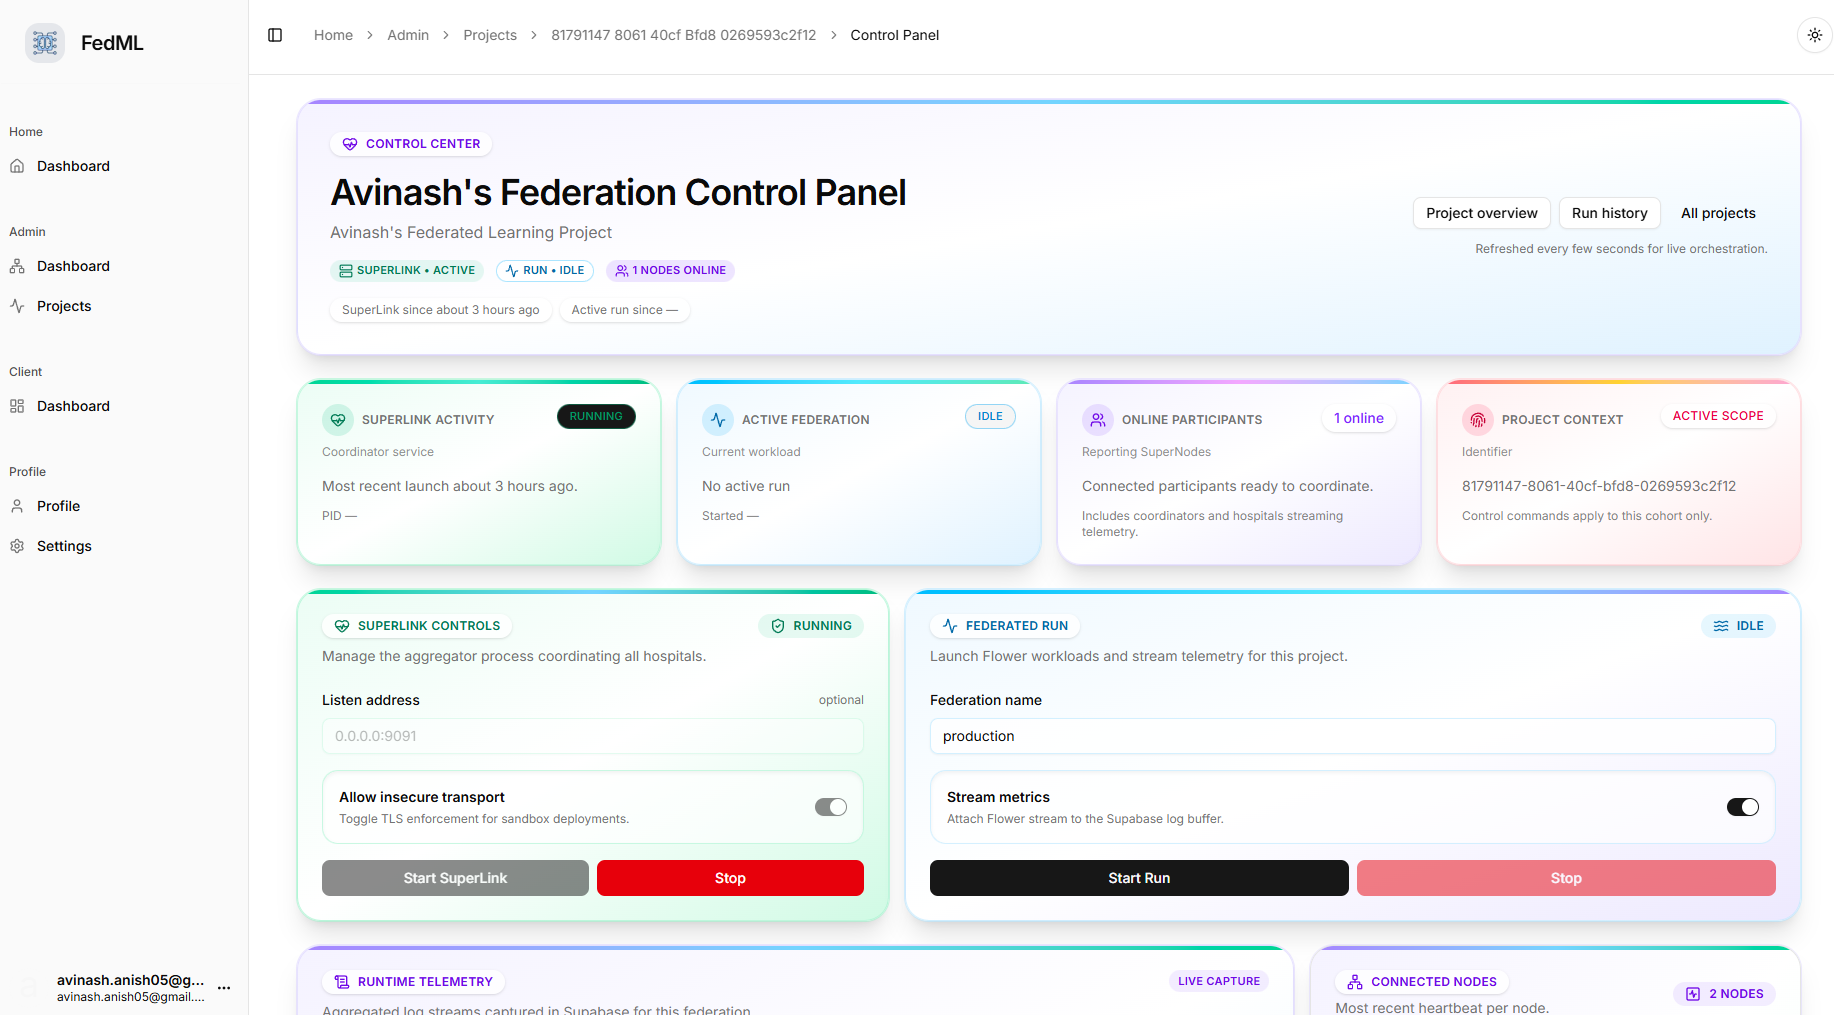 FedML
Home > Admin > Projects > 81791147 8061 40cf Bfd8 0269593c2f12 > Control Panel
Home
Dashboard
Admin
Dashboard
Projects
Client
Dashboard
Profile
Profile
Settings
avinash.anish05@g...
avinash.anish05@gmail....
CONTROL CENTER
Avinash's Federation Control Panel
Avinash's Federated Learning Project
SUPERLINK • ACTIVE
RUN • IDLE
1 NODES ONLINE
SuperLink since about 3 hours ago
Active run since —
Project overview
Run history
All projects
Refreshed every few seconds for live orchestration.
SUPERLINK ACTIVITY
RUNNING
Coordinator service
Most recent launch about 3 hours ago.
PID —
ACTIVE FEDERATION
IDLE
Current workload
No active run
Started —
ONLINE PARTICIPANTS
1 online
Reporting SuperNodes
Connected participants ready to coordinate.
Includes coordinators and hospitals streaming
telemetry.
PROJECT CONTEXT
ACTIVE SCOPE
Identifier
81791147-8061-40cf-bfd8-0269593c2f12
Control commands apply to this cohort only.
SUPERLINK CONTROLS
RUNNING
Manage the aggregator process coordinating all hospitals.
Listen address
optional
0.0.0.0:9091
Allow insecure transport
Toggle TLS enforcement for sandbox deployments.
Start SuperLink
Stop
FEDERATED RUN
IDLE
Launch Flower workloads and stream telemetry for this project.
Federation name
production
Stream metrics
Attach Flower stream to the Supabase log buffer.
Start Run
Stop
RUNTIME TELEMETRY
LIVE CAPTURE
Aggregated log streams captured in Supabase for this federation
CONNECTED NODES
2 NODES
Most recent heartbeat per node.